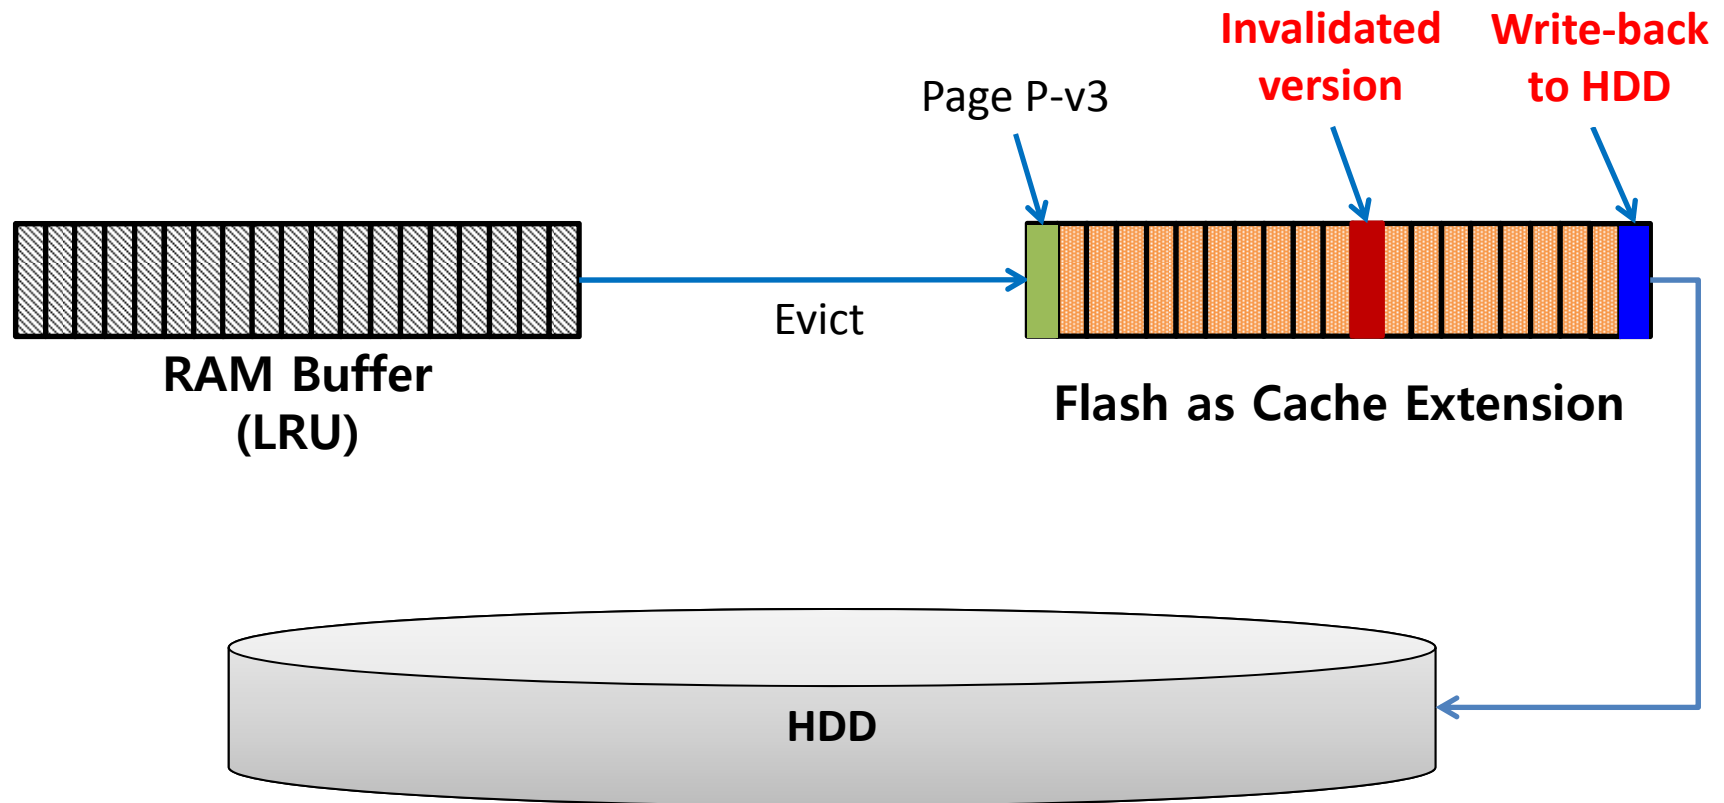 Invalidated
version
Write-back
to HDD
Page P-v3
Evict
RAM Buffer
(LRU)
Flash as Cache Extension
HDD